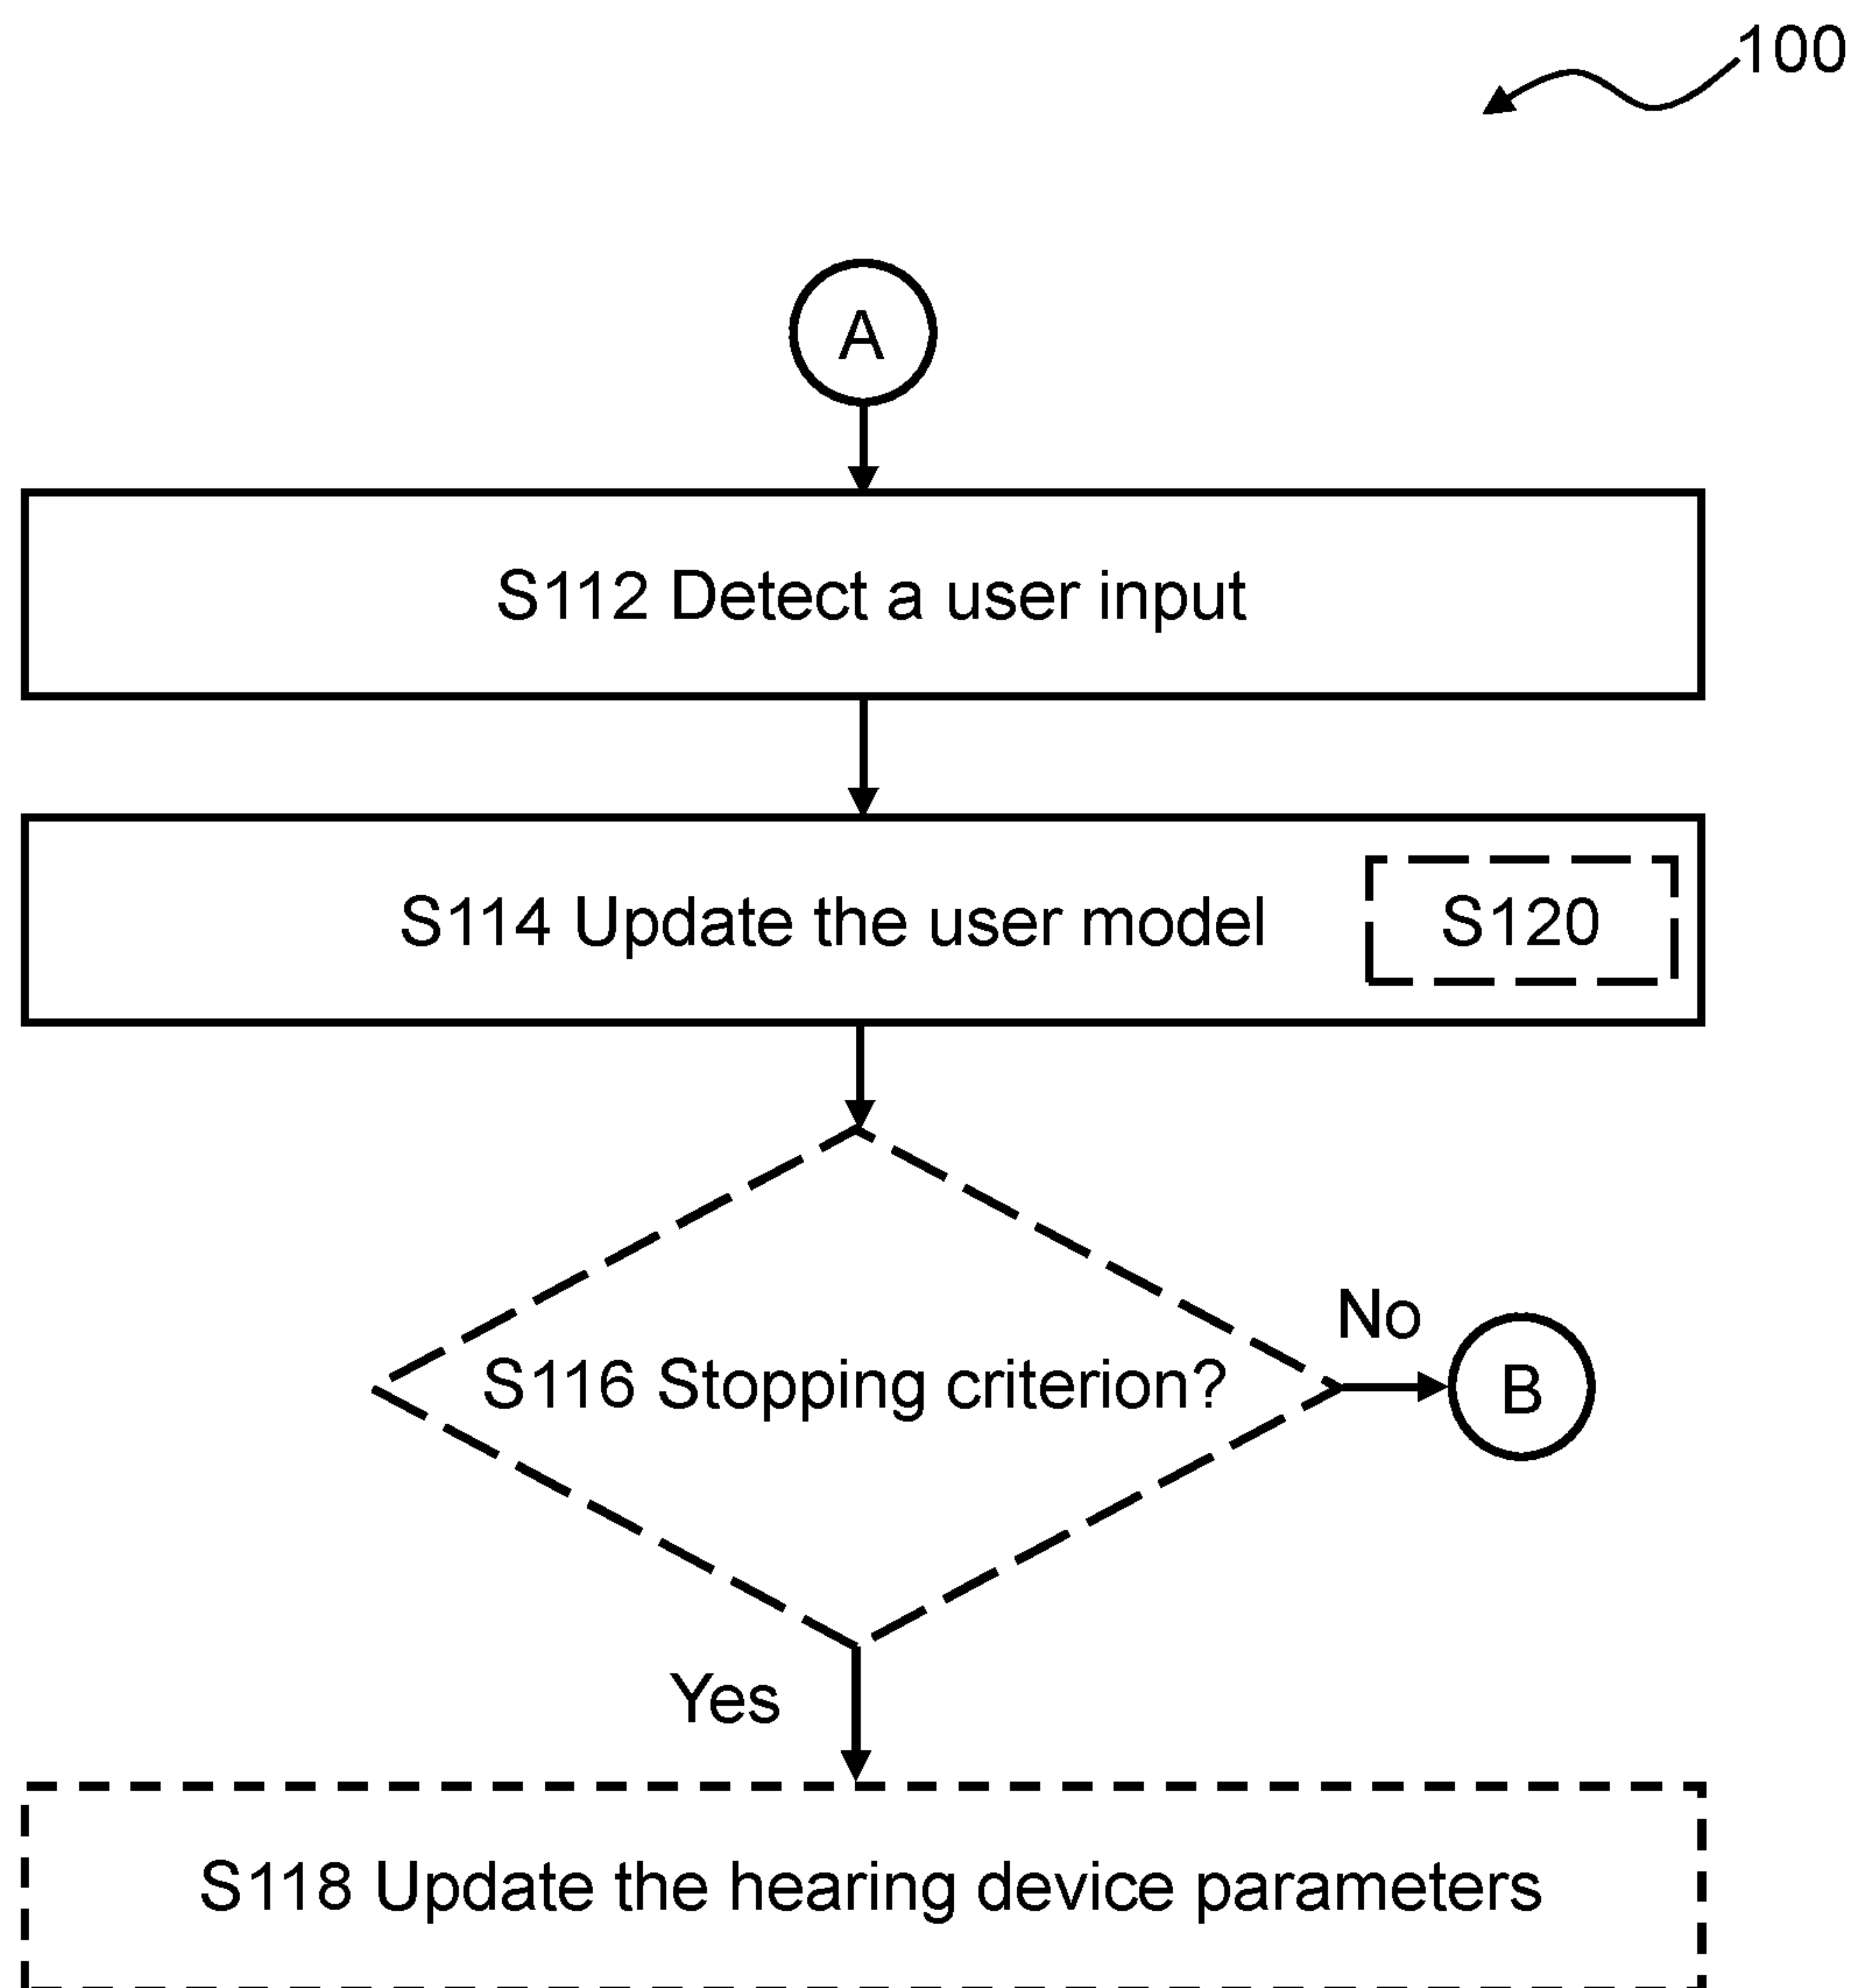 100
A
S112 Detect a user input
S114 Update the user model
S120
S116 Stopping criterion?
No
B
Yes
S118 Update the hearing device parameters